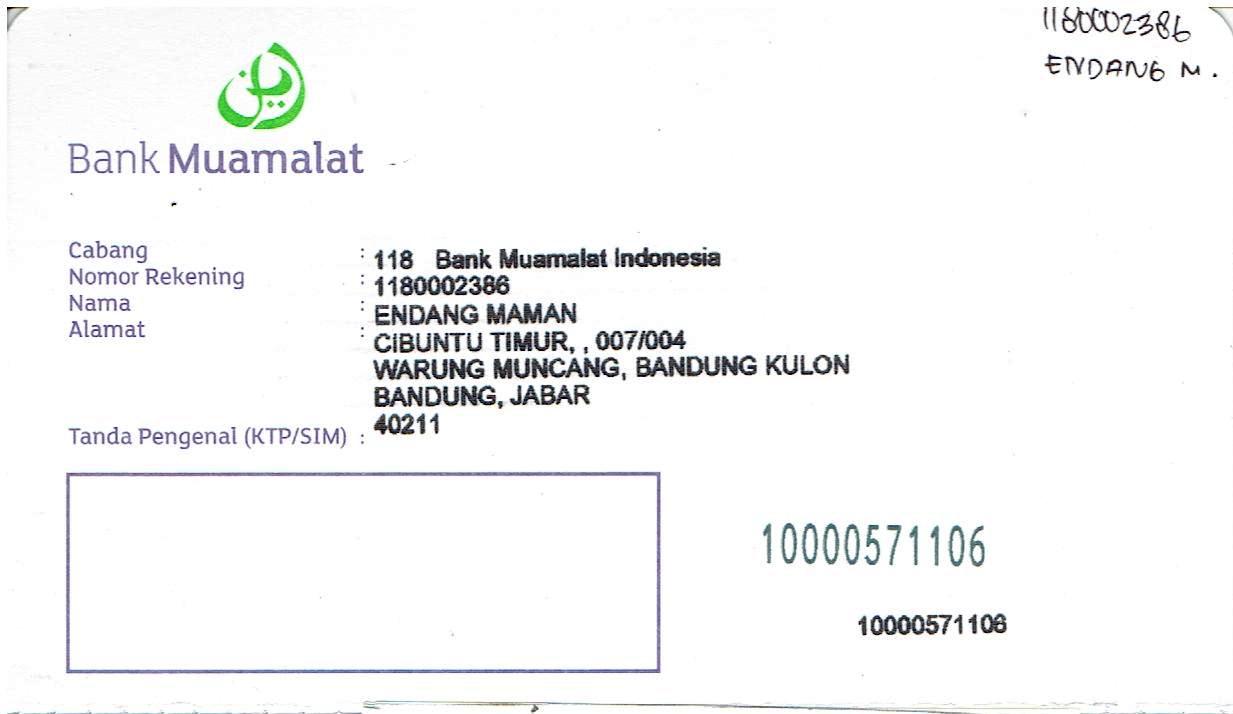 1180002386
ENDANG M.
Bank Muamalat
Cabang : 118 Bank Muamalat Indonesia
Nomor Rekening : 1180002386
Nama : ENDANG MAMAN
Alamat : CIBUNTU TIMUR, , 007/004
WARUNG MUNCANG, BANDUNG KULON
BANDUNG, JABAR
40211
Tanda Pengenal (KTP/SIM) :
10000571106
10000571106